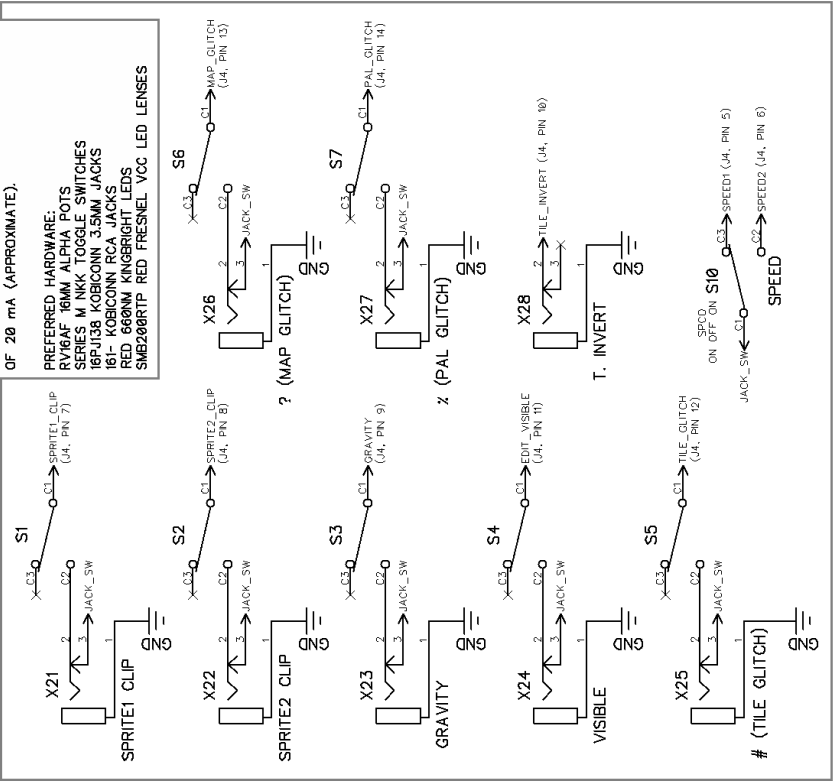 OF 20 mA (APPROXIMATE).
PREFERRED HARDWARE:
RV16AF 16MM ALPHA POTS
SERIES M NKK TOGGLE SWITCHES
16PJ138 KOBICONN 3.5MM JACKS
161- KOBICONN RCA JACKS
RED 660NM KINGBRIGHT LEDS
SMB200RTP RED FRESNEL VCC LED LENSES
S1
C3
C1
SPRITE1_CLIP
(J4, PIN 7)
C2
X21
2
3
JACK_SW
1
GND
SPRITE1 CLIP
S2
C3
C1
SPRITE2_CLIP
(J4, PIN 8)
C2
X22
2
3
JACK_SW
1
GND
SPRITE2 CLIP
S3
C3
C1
GRAVITY
(J4, PIN 9)
C2
X23
2
3
JACK_SW
1
GND
GRAVITY
S4
C3
C1
EDIT_VISIBLE
(J4, PIN 11)
C2
X24
2
3
JACK_SW
1
GND
VISIBLE
S5
C3
C1
TILE_GLITCH
(J4, PIN 12)
C2
X25
2
3
JACK_SW
1
GND
# (TILE GLITCH)
S6
C3
C1
MAP_GLITCH
(J4, PIN 13)
C2
X26
2
3
JACK_SW
1
GND
? (MAP GLITCH)
S7
C3
C1
PAL_GLITCH
(J4, PIN 14)
C2
X27
2
3
JACK_SW
1
GND
% (PAL GLITCH)
X28
2
TILE_INVERT (J4, PIN 10)
3
1
GND
T. INVERT
SPCO
ON OFF ON S10
C3
SPEED1 (J4, PIN 5)
JACK_SW
C1
C2
SPEED2 (J4, PIN 6)
SPEED